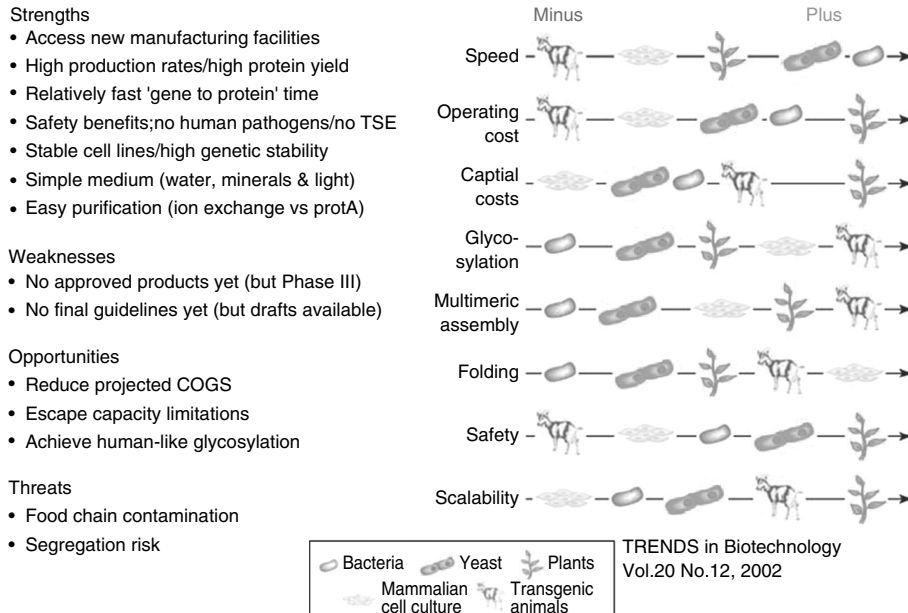 Strengths
• Access new manufacturing facilities
• High production rates/high protein yield
• Relatively fast 'gene to protein' time
• Safety benefits;no human pathogens/no TSE
• Stable cell lines/high genetic stability
• Simple medium (water, minerals & light)
• Easy purification (ion exchange vs protA)
Weaknesses
• No approved products yet (but Phase III)
• No final guidelines yet (but drafts available)
Opportunities
• Reduce projected COGS
• Escape capacity limitations
• Achieve human-like glycosylation
Threats
• Food chain contamination
• Segregation risk
Minus Plus
Speed
Operating
cost
Captial
costs
Glyco-
sylation
Multimeric
assembly
Folding
Safety
Scalability
Bacteria Yeast Plants
Mammalian
cell culture
Transgenic
animals
TRENDS in Biotechnology
Vol.20 No.12, 2002